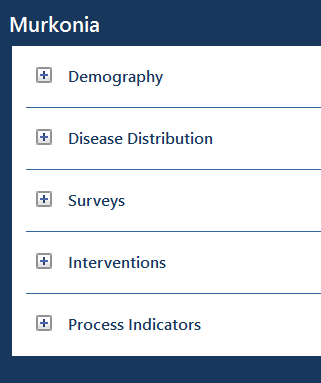 Murkonia
Demography
Disease Distribution
Surveys
Interventions
Process Indicators